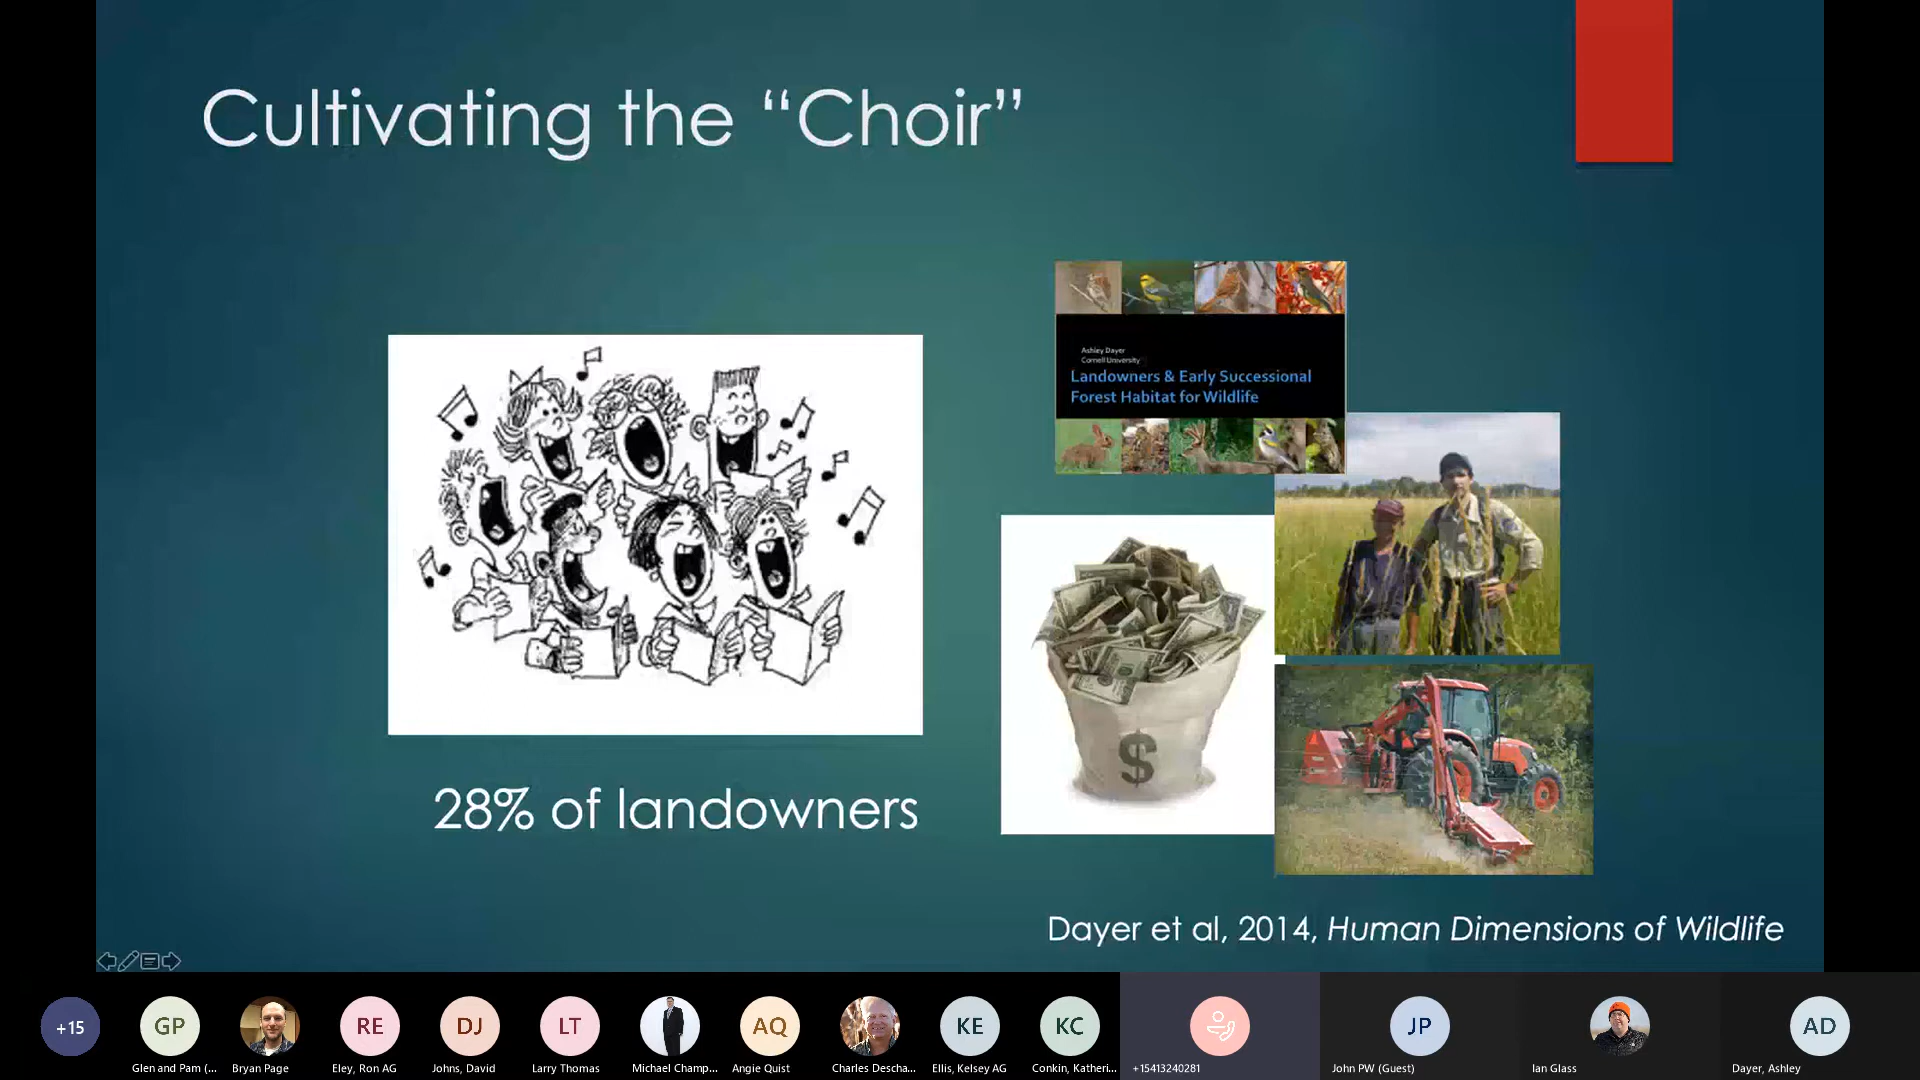 Cultivating the “Choir”
Ashley Dayer
Cornell University
Landowners & Early Successional
Forest Habitat for Wildlife
$
28% of landowners
Dayer et al, 2014, Human Dimensions of Wildlife
+15
GP
RE
DJ
LT
AQ
KE
KC
JP
AD
Glen and Pam (...
Bryan Page
Eley, Ron AG
Johns, David
Larry Thomas
Michael Champ...
Angie Quist
Charles Descha...
Ellis, Kelsey AG
Conkin, Katheri...
+15413240281
John PW (Guest)
Ian Glass
Dayer, Ashley